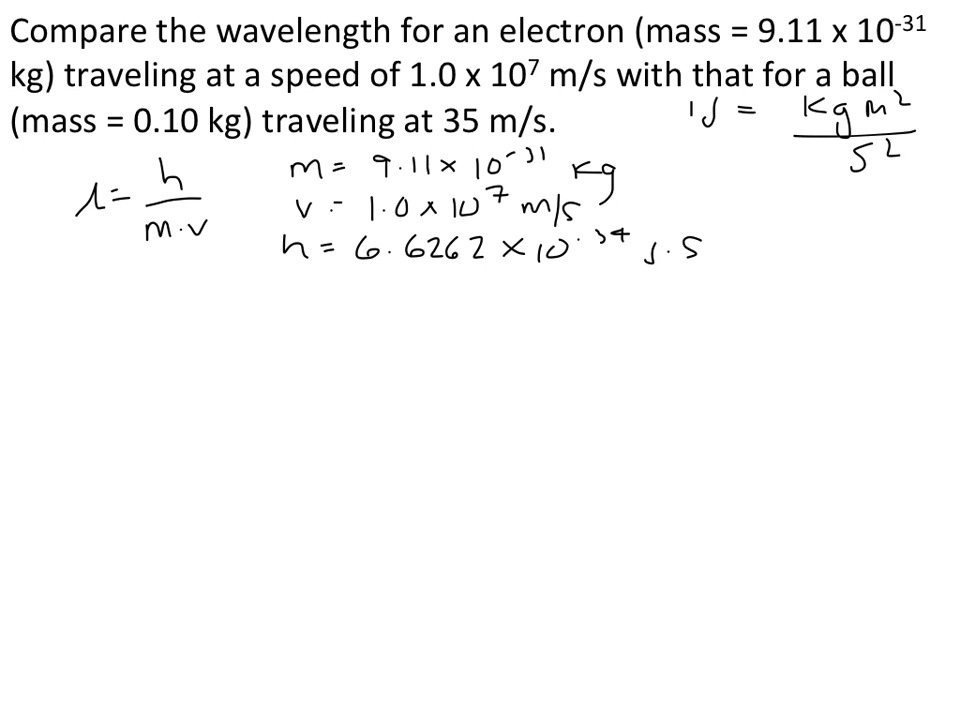 Compare the wavelength for an electron (mass = 9.11 x 10⁻³¹
kg) traveling at a speed of 1.0 x 10⁷ m/s with that for a ball
(mass = 0.10 kg) traveling at 35 m/s.
1J = kg m² / s²
λ = h / m·v
m = 9.11 x 10⁻³¹ kg
v = 1.0 x 10⁷ m/s
h = 6.6262 x 10⁻³⁴ J·s